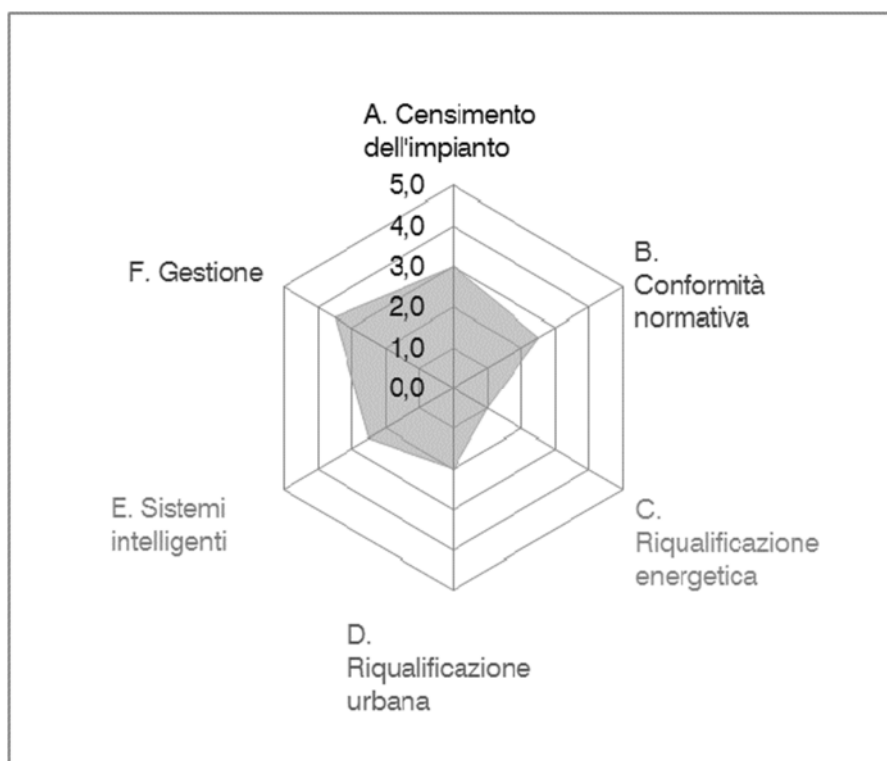 A. Censimento
dell'impianto
5,0
4,0
3,0
2,0
1,0
0,0
B.
Conformità
normativa
C.
Riqualificazione
energetica
D.
Riqualificazione
urbana
E. Sistemi
intelligenti
F. Gestione